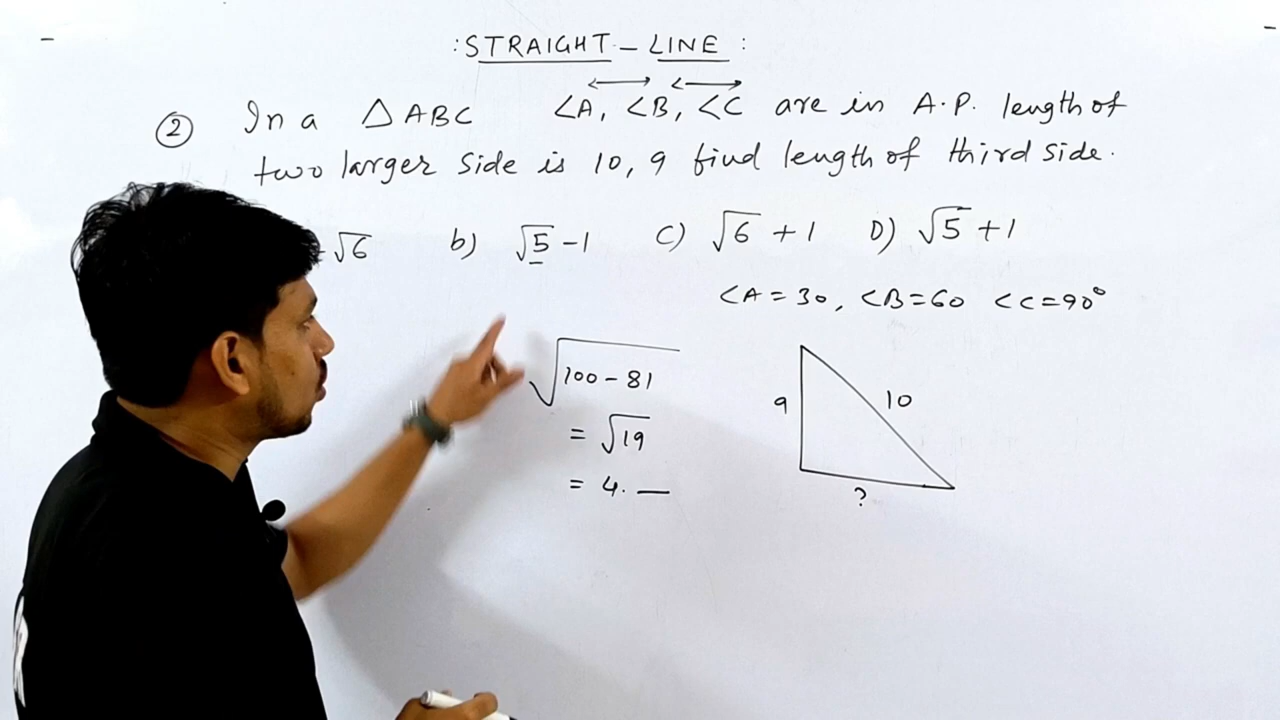 : STRAIGHT - LINE :
② In a △ABC ∠A, ∠B, ∠C are in A.P. length of
two larger side is 10, 9 find length of third side.
√6 b) √5 - 1 c) √6 + 1 D) √5 + 1
∠A = 30, ∠B = 60 ∠C = 90°
√100 - 81
= √19
= 4. —
9
10
?